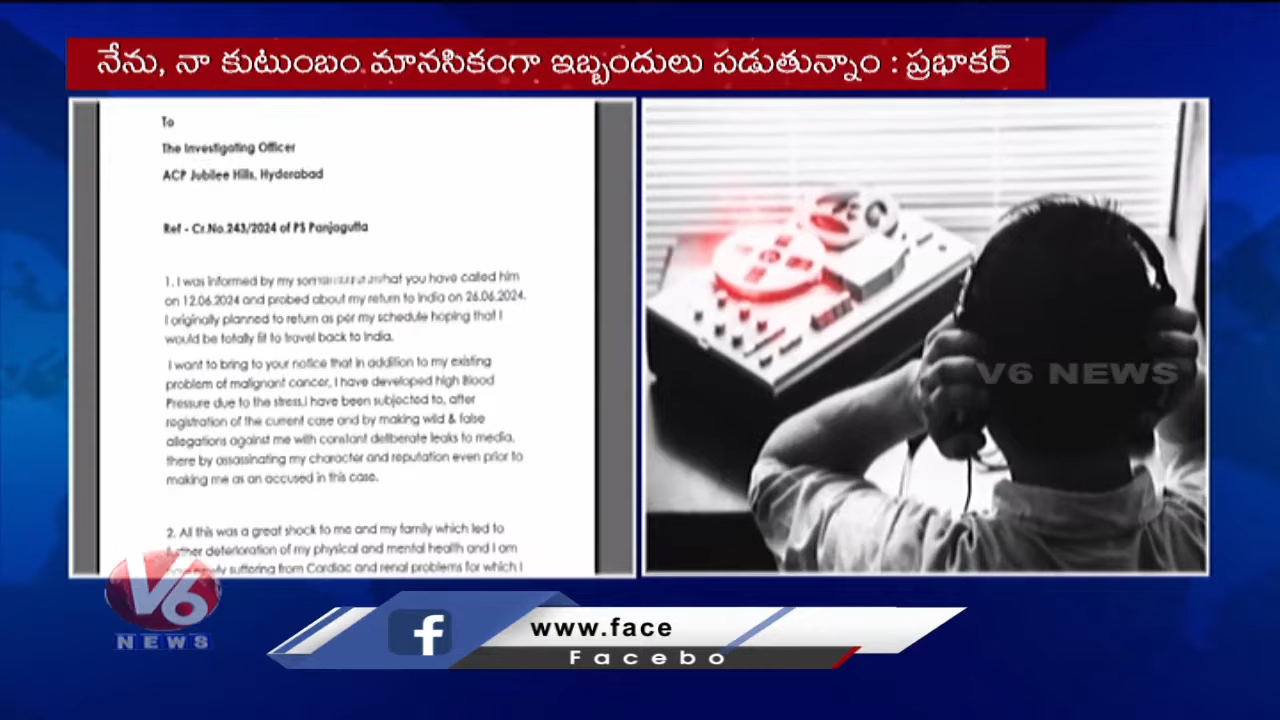 నేను, నా కుటుంబం మానసికంగా ఇబ్బందులు పడుతున్నాం : ప్రభాకర్
To
The Investigating Officer
ACP Jubilee Hills, Hyderabad
Ref - Cr.No.243/2024 of PS Panjagutta
1. I was informed by my son that you have called him
on 12.06.2024 and probed about my return to India on 26.06.2024.
I originally planned to return as per my schedule hoping that I
would be totally fit to travel back to India.
I want to bring to your notice that in addition to my existing
problem of malignant cancer, I have developed high Blood
Pressure due to the stress,I have been subjected to, after
registration of the current case and by making wild & false
allegations against me with constant deliberate leaks to media,
there by assassinating my character and reputation even prior to
making me as an accused in this case.
2. All this was a great shock to me and my family which led to
further deterioration of my physical and mental health and I am
suffering from Cardiac and renal problems for which I
V6 NEWS
V6
NEWS
f
www.face
Facebo